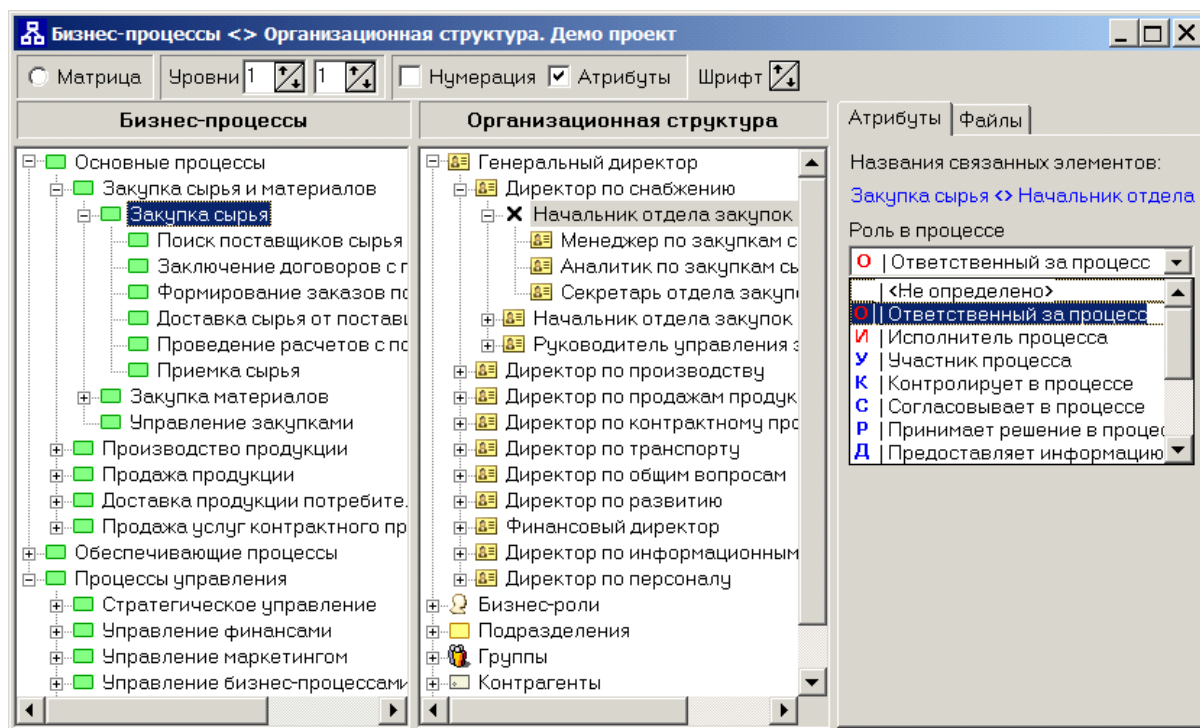 Бизнес-процессы <> Организационная структура. Демо проект
Матрица Уровни 1 1 Нумерация Атрибуты Шрифт
Бизнес-процессы
Основные процессы
Закупка сырья и материалов
Закупка сырья
Поиск поставщиков сырья
Заключение договоров с п
Формирование заказов по
Доставка сырья от постав
Проведение расчетов с по
Приемка сырья
Закупка материалов
Управление закупками
Производство продукции
Продажа продукции
Доставка продукции потребите
Продажа услуг контрактного пр
Обеспечивающие процессы
Процессы управления
Стратегическое управление
Управление финансами
Управление маркетингом
Управление бизнес-процессами
Организационная структура
Генеральный директор
Директор по снабжению
Начальник отдела закупок
Менеджер по закупкам с
Аналитик по закупкам сы
Секретарь отдела закуп
Начальник отдела закупок
Руководитель управления з
Директор по производству
Директор по продажам продук
Директор по контрактному про
Директор по транспорту
Директор по общим вопросам
Директор по развитию
Финансовый директор
Директор по информационным
Директор по персоналу
Бизнес-роли
Подразделения
Группы
Контрагенты
Атрибуты Файлы
Названия связанных элементов:
Закупка сырья <> Начальник отдела
Роль в процессе
О | Ответственный за процесс
| <Не определено>
О | Ответственный за процесс
И | Исполнитель процесса
У | Участник процесса
К | Контролирует в процессе
С | Согласовывает в процессе
Р | Принимает решение в процес
Д | Предоставляет информацию